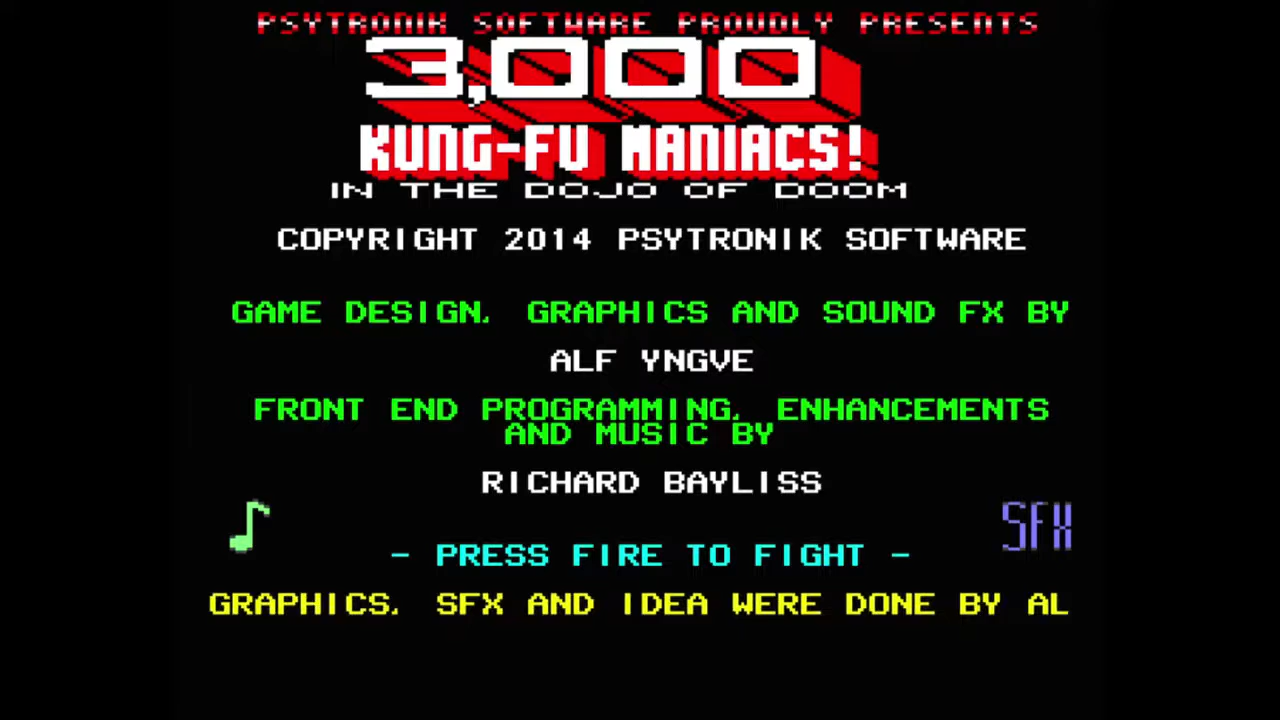 PSYTRONIK SOFTWARE PROUDLY PRESENTS
3,000
KUNG-FU MANIACS!
IN THE DOJO OF DOOM
COPYRIGHT 2014 PSYTRONIK SOFTWARE
GAME DESIGN, GRAPHICS AND SOUND FX BY
ALF YNGVE
FRONT END PROGRAMMING, ENHANCEMENTS
AND MUSIC BY
RICHARD BAYLISS
SFX
- PRESS FIRE TO FIGHT -
GRAPHICS, SFX AND IDEA WERE DONE BY AL